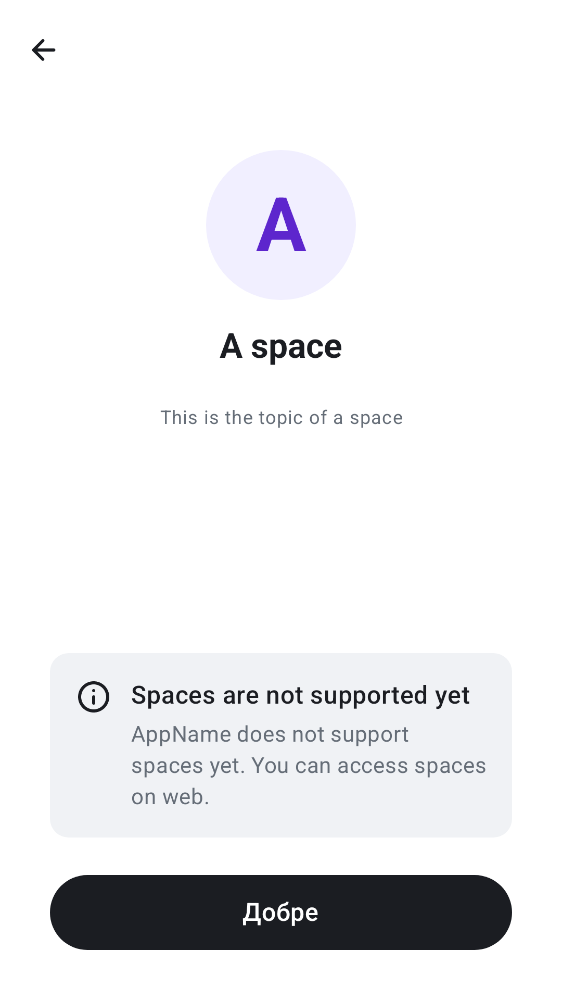 A
A space
This is the topic of a space
Spaces are not supported yet
AppName does not support
spaces yet. You can access spaces
on web.
Добре